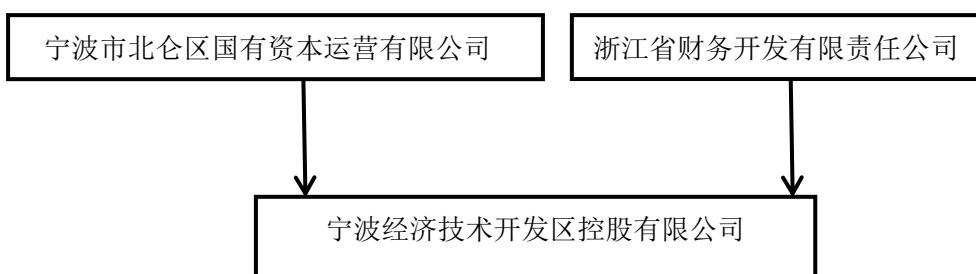 宁波市北仑区国有资本运营有限公司
浙江省财务开发有限责任公司
宁波经济技术开发区控股有限公司